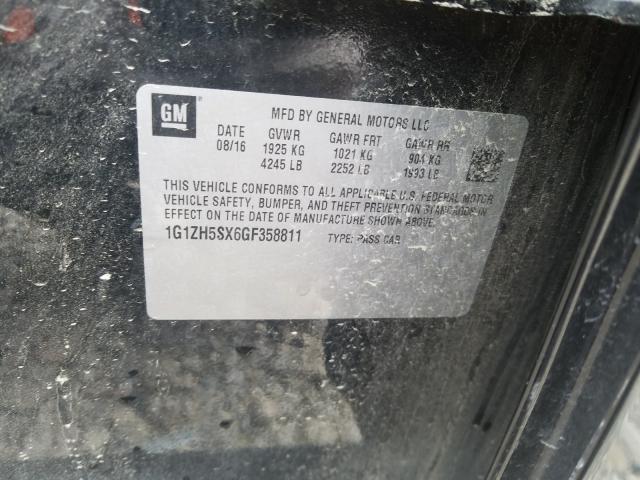 GM
MFD BY GENERAL MOTORS LLC
DATE GVWR GAWR FRT GAWR RR
08/16 1925 KG 1021 KG 904 KG
4245 LB 2252 LB 1993 LB
THIS VEHICLE CONFORMS TO ALL APPLICABLE U.S. FEDERAL MOTOR
VEHICLE SAFETY, BUMPER, AND THEFT PREVENTION STANDARDS IN
EFFECT ON THE DATE OF MANUFACTURE SHOWN ABOVE.
1G1ZH5SX6GF358811 TYPE: PASS CAR